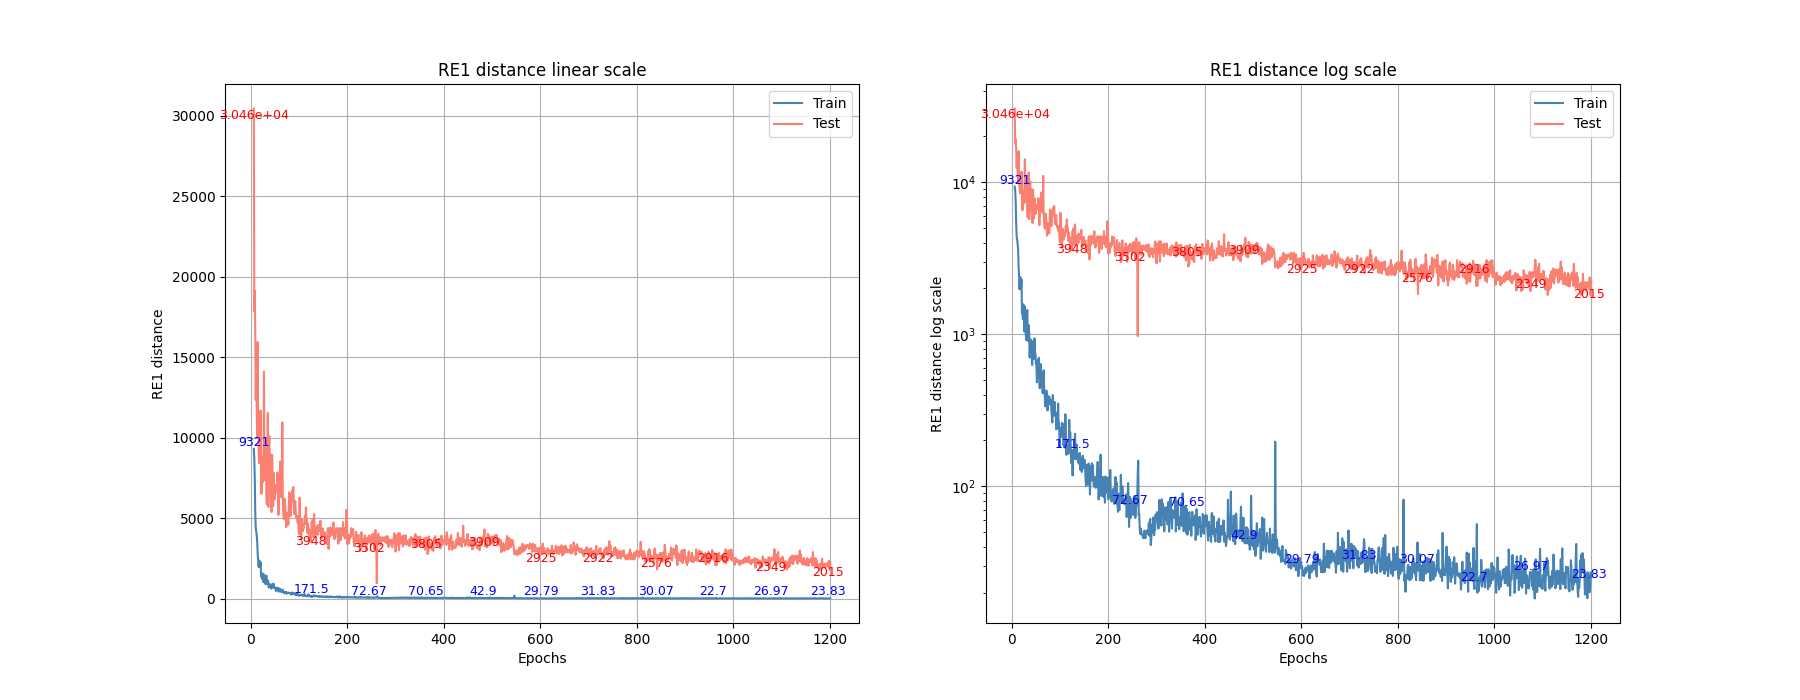 RE1 distance linear scale
30000
25000
20000
15000
10000
5000
0
RE1 distance
0 200 400 600 800 1000 1200
Epochs
Train
Test
3.046e+04
9321
3948 3502 3805 3909 2925 2922 2576 2916 2349 2015
171.5 72.67 70.65 42.9 29.79 31.83 30.07 22.7 26.97 23.83
RE1 distance log scale
10^4
10^3
10^2
RE1 distance log scale
0 200 400 600 800 1000 1200
Epochs
Train
Test
3.046e+04
9321
3948 3502 3805 3909 2925 2922 2576 2916 2349 2015
171.5 72.67 70.65 42.9 29.79 31.83 30.07 22.7 26.97 23.83